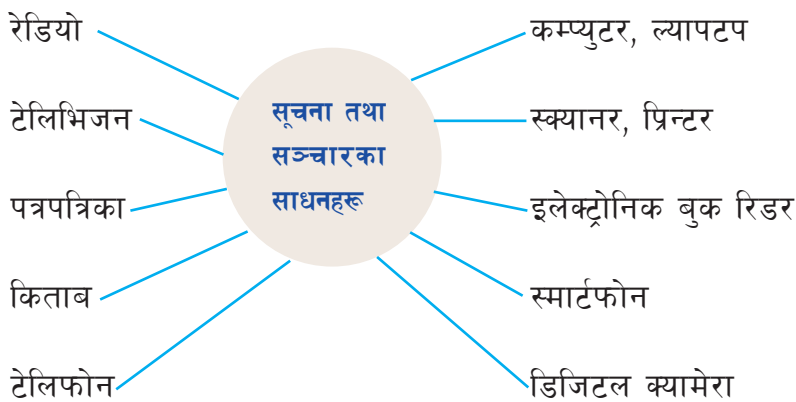 रेडियो
टेलिभिजन
पत्रपत्रिका
किताब
टेलिफोन
सूचना तथा
सञ्चारका
साधनहरू
कम्प्युटर, ल्यापटप
स्क्यानर, प्रिन्टर
इलेक्ट्रोनिक बुक रिडर
स्मार्टफोन
डिजिटल क्यामेरा